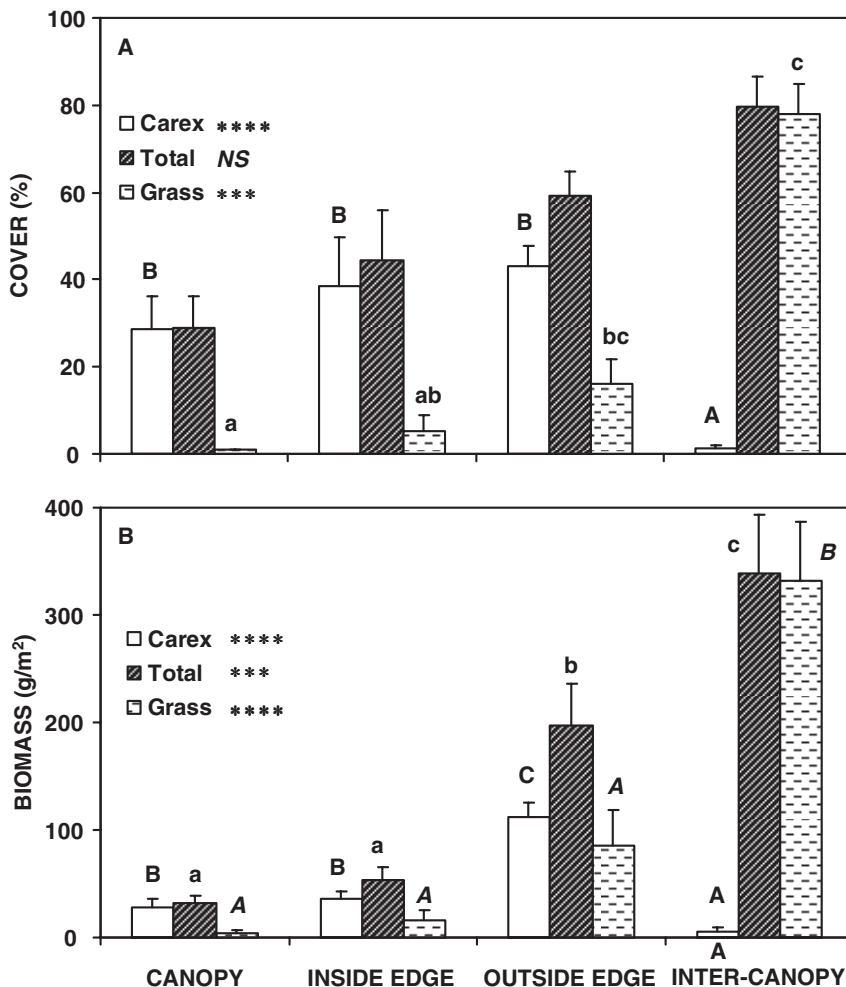 100
A
c
80
Carex ****
Total NS
Grass ***
60
B
B
40
B
bc
20
ab
a
A
0
COVER (%)
400
B
c
B
300
Carex ****
Total ***
Grass ****
b
200
C
A
100
B
a
B
a
A
A
A
0
A
BIOMASS (g/m²)
CANOPY INSIDE EDGE OUTSIDE EDGE INTER-CANOPY